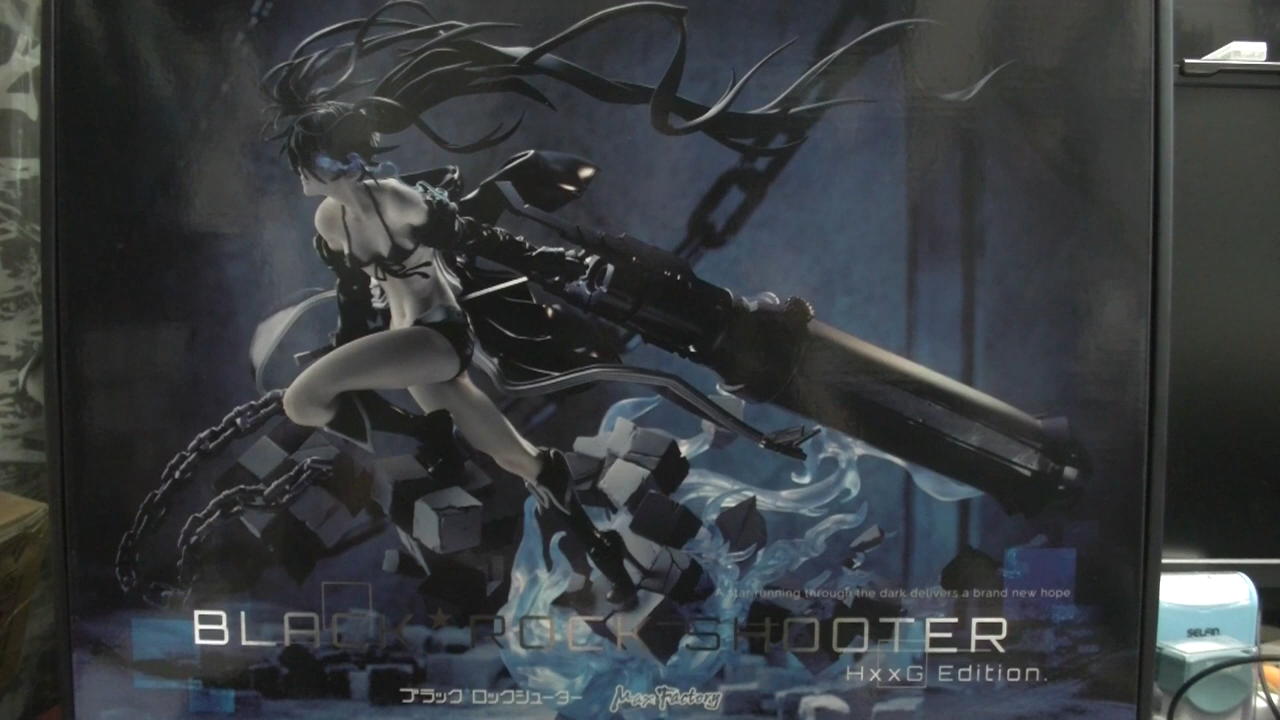 A star running through the dark delivers a brand new hope
BLACK★ROCK SHOOTER
HxxG Edition.
ブラック ロックシューター Max Factory
SELFIN